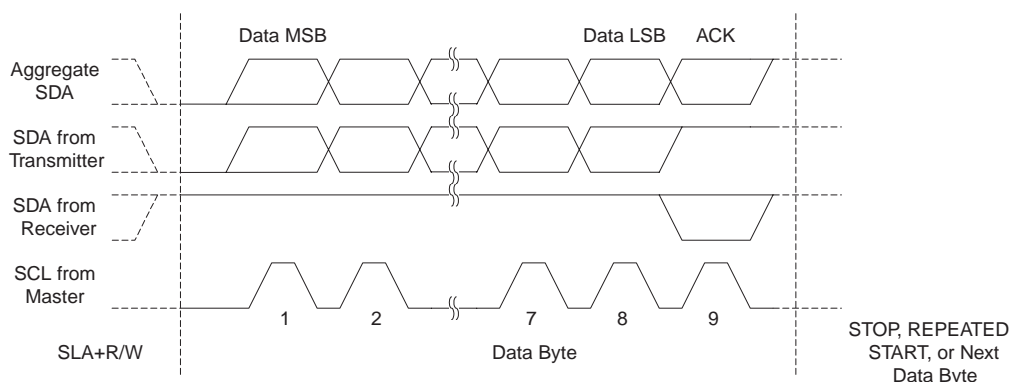 Data MSB
Data LSB
ACK
Aggregate
SDA
SDA from
Transmitter
SDA from
Receiver
SCL from
Master
1
2
7
8
9
SLA+R/W
Data Byte
STOP, REPEATED
START, or Next
Data Byte